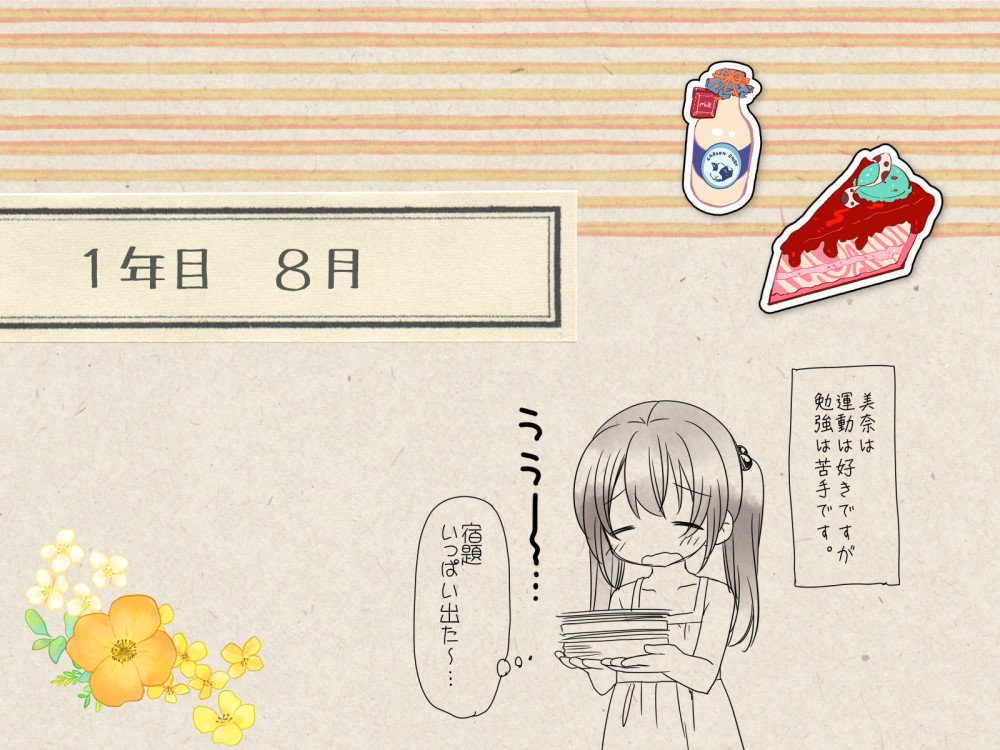 milk
1年目 8月
美奈は
運動は好きですが
勉強は苦手です。
うう━〜…
宿題
いっぱい出た〜…